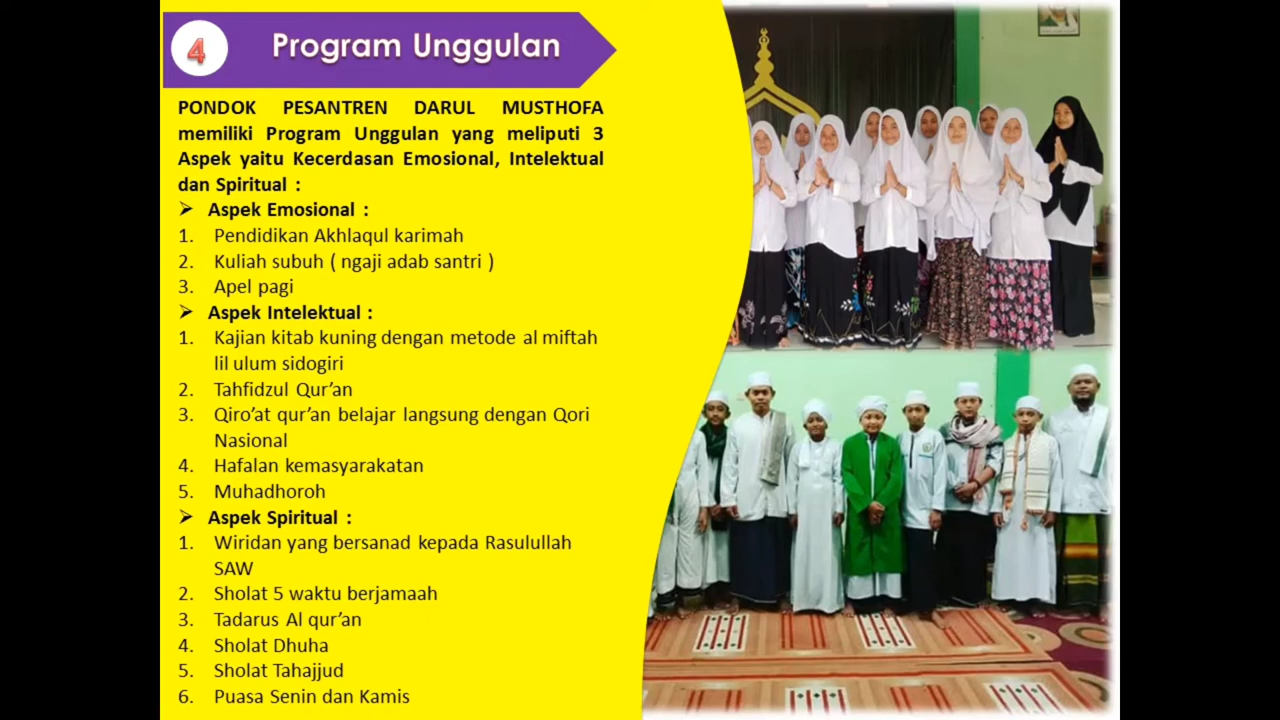 4 Program Unggulan
PONDOK PESANTREN DARUL MUSTHOFA
memiliki Program Unggulan yang meliputi 3
Aspek yaitu Kecerdasan Emosional, Intelektual
dan Spiritual :
➢ Aspek Emosional :
1. Pendidikan Akhlaqul karimah
2. Kuliah subuh ( ngaji adab santri )
3. Apel pagi
➢ Aspek Intelektual :
1. Kajian kitab kuning dengan metode al miftah
lil ulum sidogiri
2. Tahfidzul Qur’an
3. Qiro’at qur’an belajar langsung dengan Qori
Nasional
4. Hafalan kemasyarakatan
5. Muhadhoroh
➢ Aspek Spiritual :
1. Wiridan yang bersanad kepada Rasulullah
SAW
2. Sholat 5 waktu berjamaah
3. Tadarus Al qur’an
4. Sholat Dhuha
5. Sholat Tahajjud
6. Puasa Senin dan Kamis